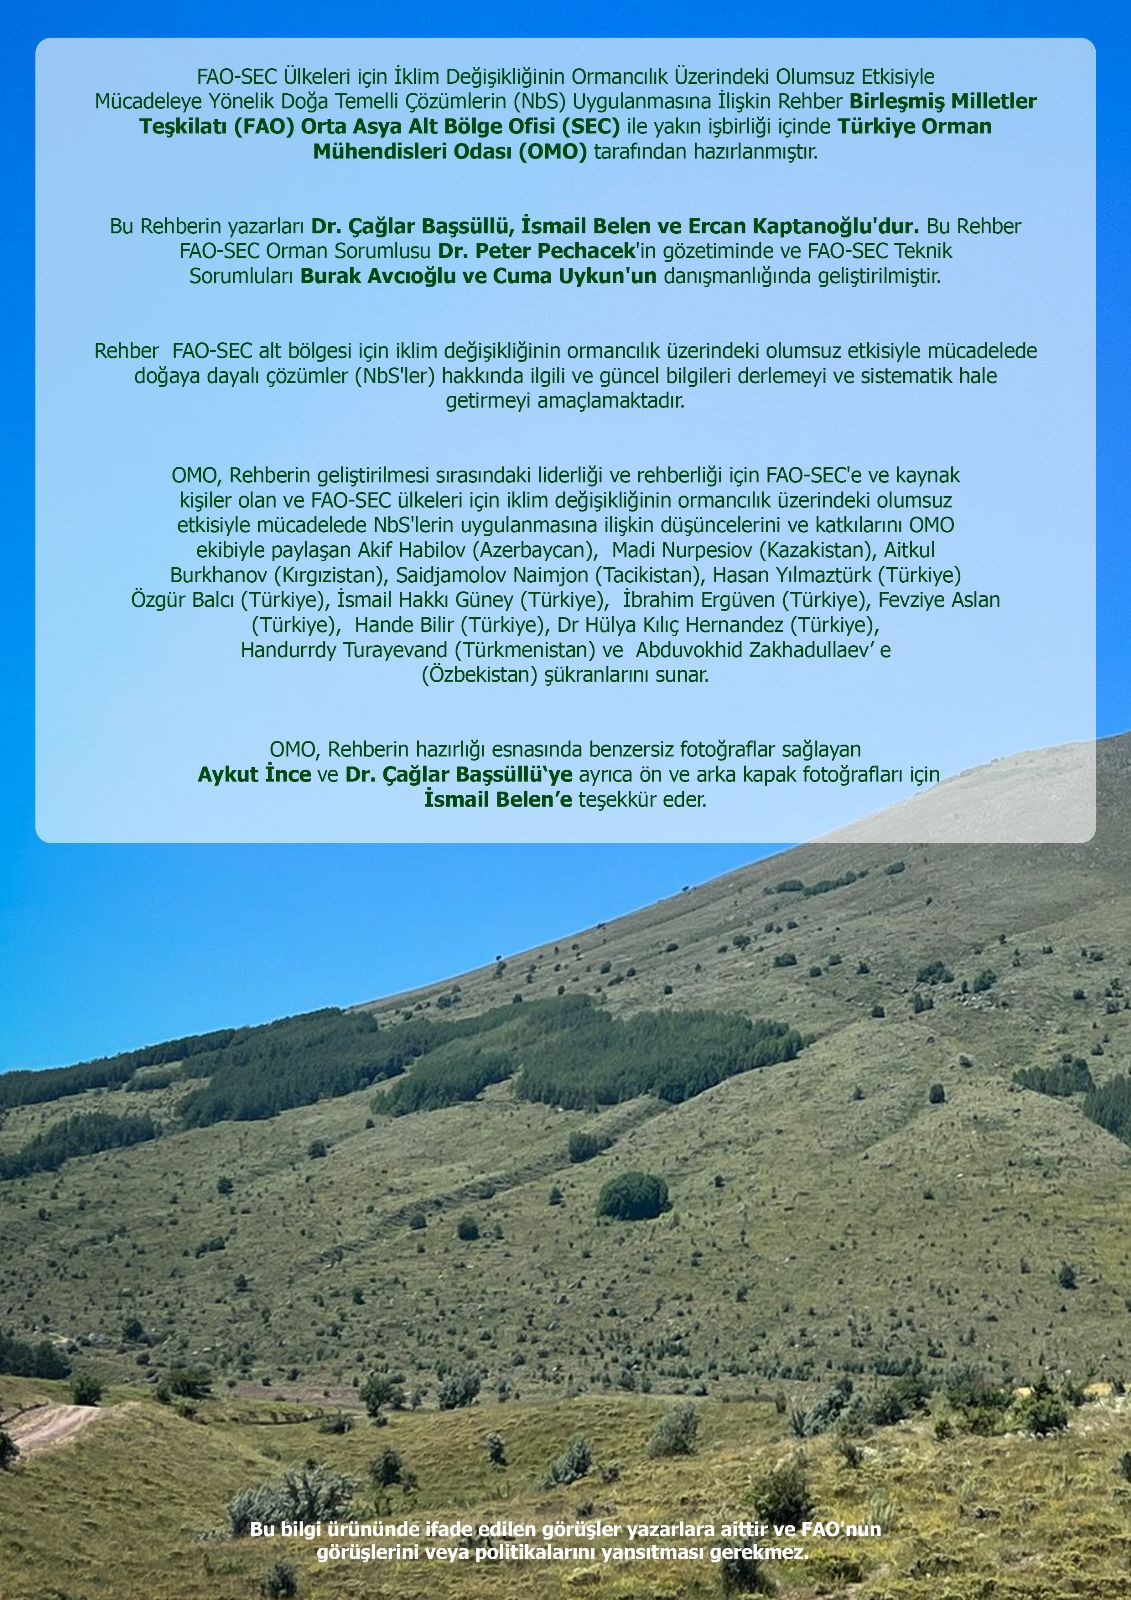 FAO-SEC Ülkeleri için İklim Değişikliğinin Ormancılık Üzerindeki Olumsuz Etkisiyle
Mücadeleye Yönelik Doğa Temelli Çözümlerin (NbS) Uygulanmasına İlişkin Rehber Birleşmiş Milletler
Teşkilatı (FAO) Orta Asya Alt Bölge Ofisi (SEC) ile yakın işbirliği içinde Türkiye Orman
Mühendisleri Odası (OMO) tarafından hazırlanmıştır.
Bu Rehberin yazarları Dr. Çağlar Başsüllü, İsmail Belen ve Ercan Kaptanoğlu'dur. Bu Rehber
FAO-SEC Orman Sorumlusu Dr. Peter Pechacek'in gözetiminde ve FAO-SEC Teknik
Sorumluları Burak Avcıoğlu ve Cuma Uykun'un danışmanlığında geliştirilmiştir.
Rehber  FAO-SEC alt bölgesi için iklim değişikliğinin ormancılık üzerindeki olumsuz etkisiyle mücadelede
doğaya dayalı çözümler (NbS'ler) hakkında ilgili ve güncel bilgileri derlemeyi ve sistematik hale
getirmeyi amaçlamaktadır.
OMO, Rehberin geliştirilmesi sırasındaki liderliği ve rehberliği için FAO-SEC'e ve kaynak
kişiler olan ve FAO-SEC ülkeleri için iklim değişikliğinin ormancılık üzerindeki olumsuz
etkisiyle mücadelede NbS'lerin uygulanmasına ilişkin düşüncelerini ve katkılarını OMO
ekibiyle paylaşan Akif Habilov (Azerbaycan),  Madi Nurpesiov (Kazakistan), Aitkul
Burkhanov (Kırgızistan), Saidjamolov Naimjon (Tacikistan), Hasan Yılmaztürk (Türkiye)
Özgür Balcı (Türkiye), İsmail Hakkı Güney (Türkiye),  İbrahim Ergüven (Türkiye), Fevziye Aslan
(Türkiye),  Hande Bilir (Türkiye), Dr Hülya Kılıç Hernandez (Türkiye),
Handurrdy Turayevand (Türkmenistan) ve  Abduvokhid Zakhadullaev’ e
(Özbekistan) şükranlarını sunar.
OMO, Rehberin hazırlığı esnasında benzersiz fotoğraflar sağlayan
Aykut İnce ve Dr. Çağlar Başsüllü‘ye ayrıca ön ve arka kapak fotoğrafları için
İsmail Belen’e teşekkür eder.
Bu bilgi ürününde ifade edilen görüşler yazarlara aittir ve FAO'nun
görüşlerini veya politikalarını yansıtması gerekmez.